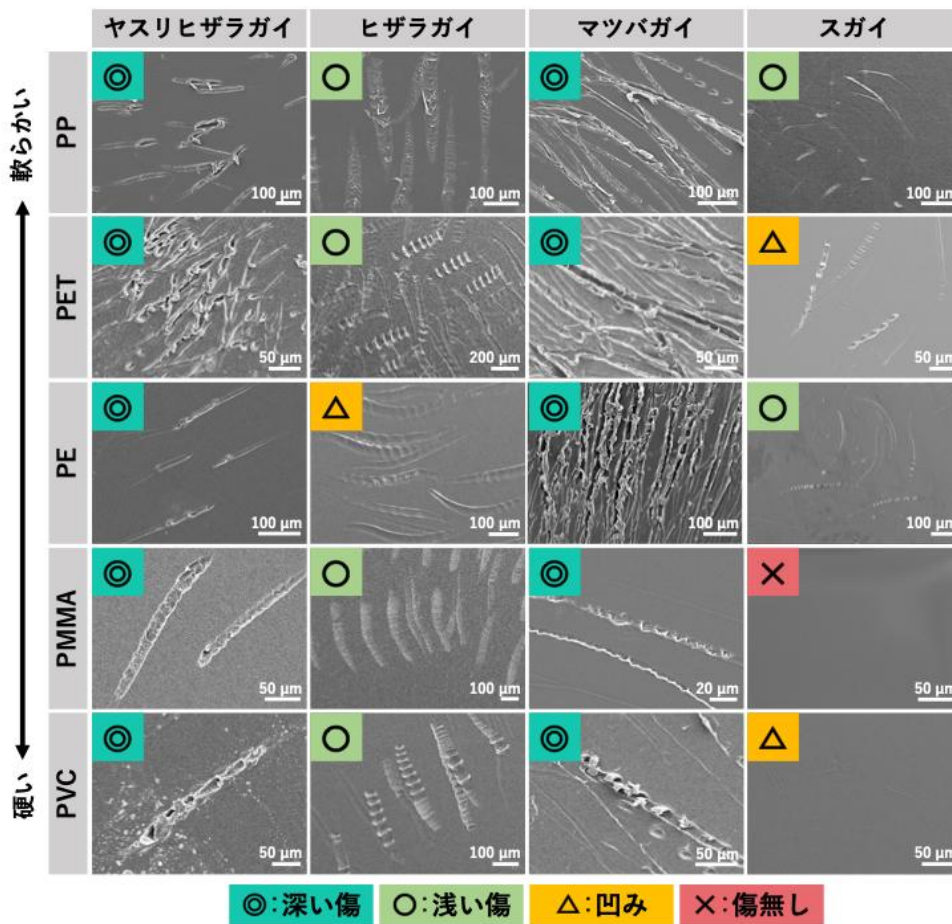 ヤスリヒザラガイ ヒザラガイ マツバガイ スガイ
軟らかい
PP ◎ 100 μm ○ 100 μm ◎ 100 μm ○ 100 μm
PET ◎ 50 μm ○ 200 μm ◎ 50 μm △ 50 μm
PE ◎ 100 μm △ 100 μm ◎ 100 μm ○ 100 μm
PMMA ◎ 50 μm ○ 100 μm ◎ 20 μm × 50 μm
PVC ◎ 50 μm ○ 100 μm ◎ 50 μm △ 50 μm
硬い
◎:深い傷 ○:浅い傷 △:凹み ×:傷無し